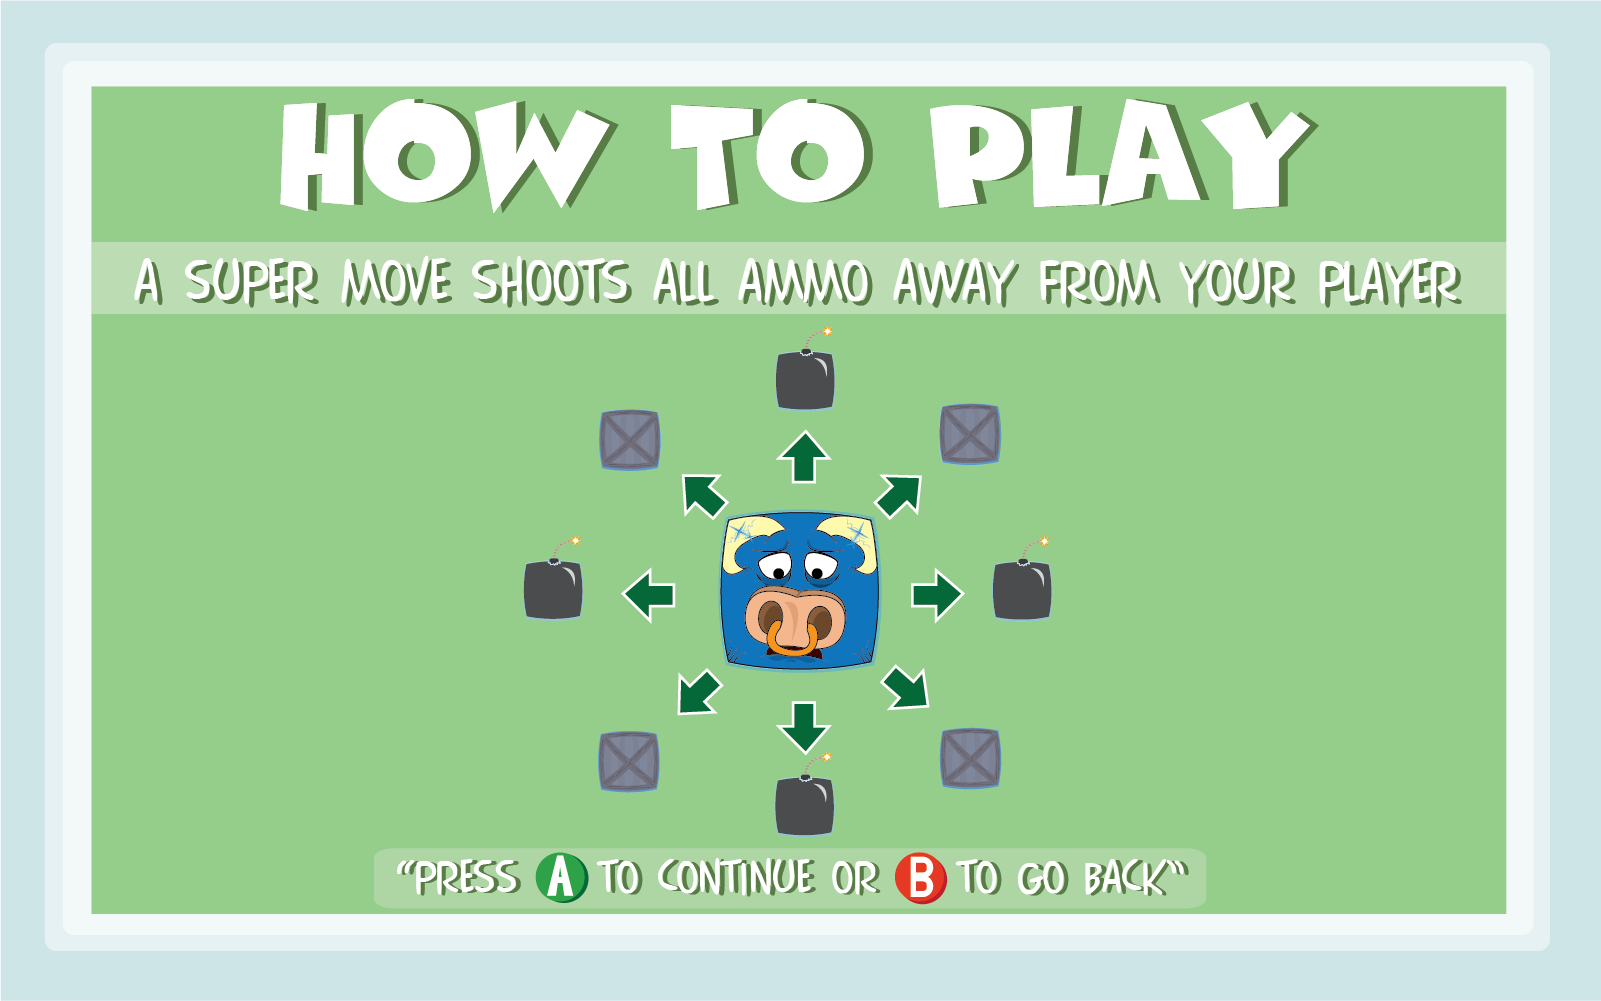 HOW TO PLAY
A SUPER MOVE SHOOTS ALL AMMO AWAY FROM YOUR PLAYER
“PRESS A TO CONTINUE OR B TO GO BACK”